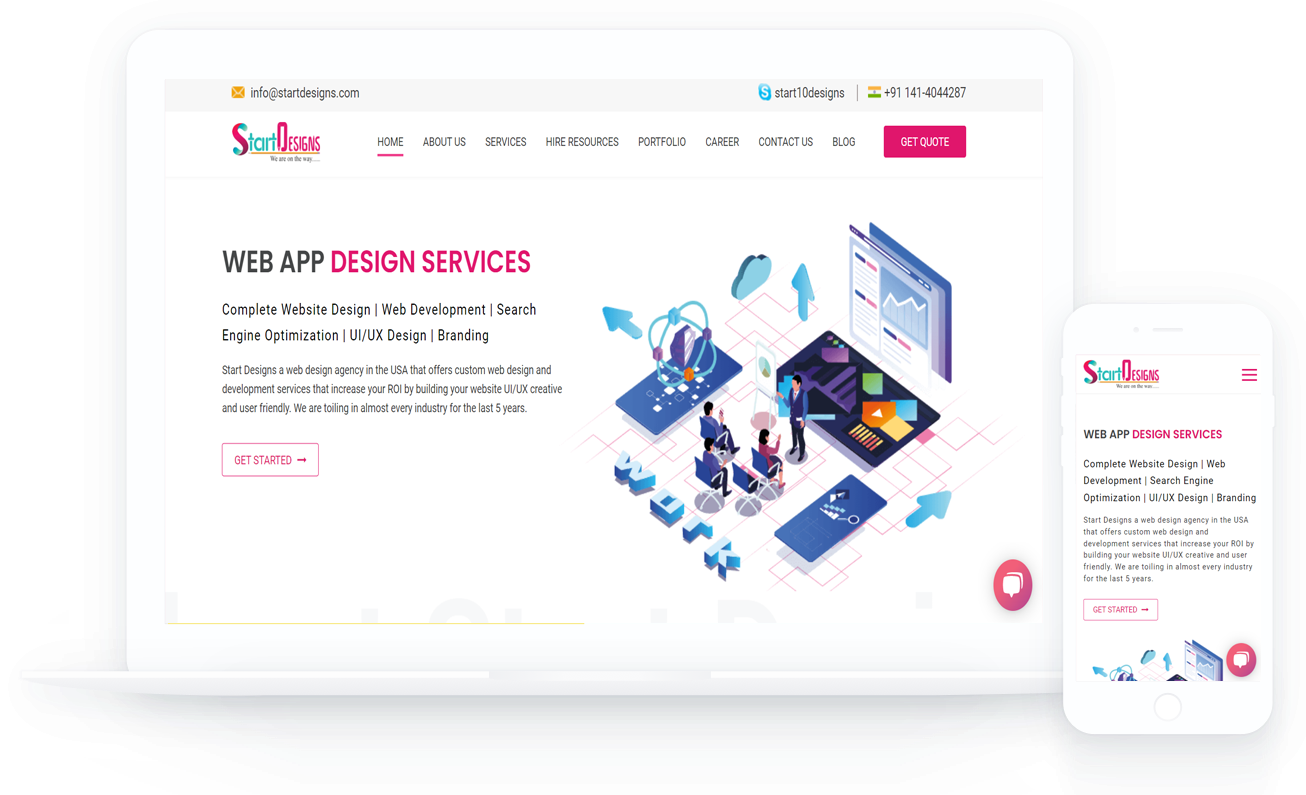 info@startdesigns.com
start10designs | +91 141-4044287
StartDesigns
We are on the way.....
HOME ABOUT US SERVICES HIRE RESOURCES PORTFOLIO CAREER CONTACT US BLOG GET QUOTE
WEB APP DESIGN SERVICES
Complete Website Design | Web Development | Search
Engine Optimization | UI/UX Design | Branding
Start Designs a web design agency in the USA that offers custom web design and
development services that increase your ROI by building your website UI/UX creative
and user friendly. We are toiling in almost every industry for the last 5 years.
GET STARTED
StartDesigns
We are on the way.....
WEB APP DESIGN SERVICES
Complete Website Design | Web
Development | Search Engine
Optimization | UI/UX Design | Branding
Start Designs a web design agency in the USA
that offers custom web design and
development services that increase your ROI by
building your website UI/UX creative and user
friendly. We are toiling in almost every industry
for the last 5 years.
GET STARTED